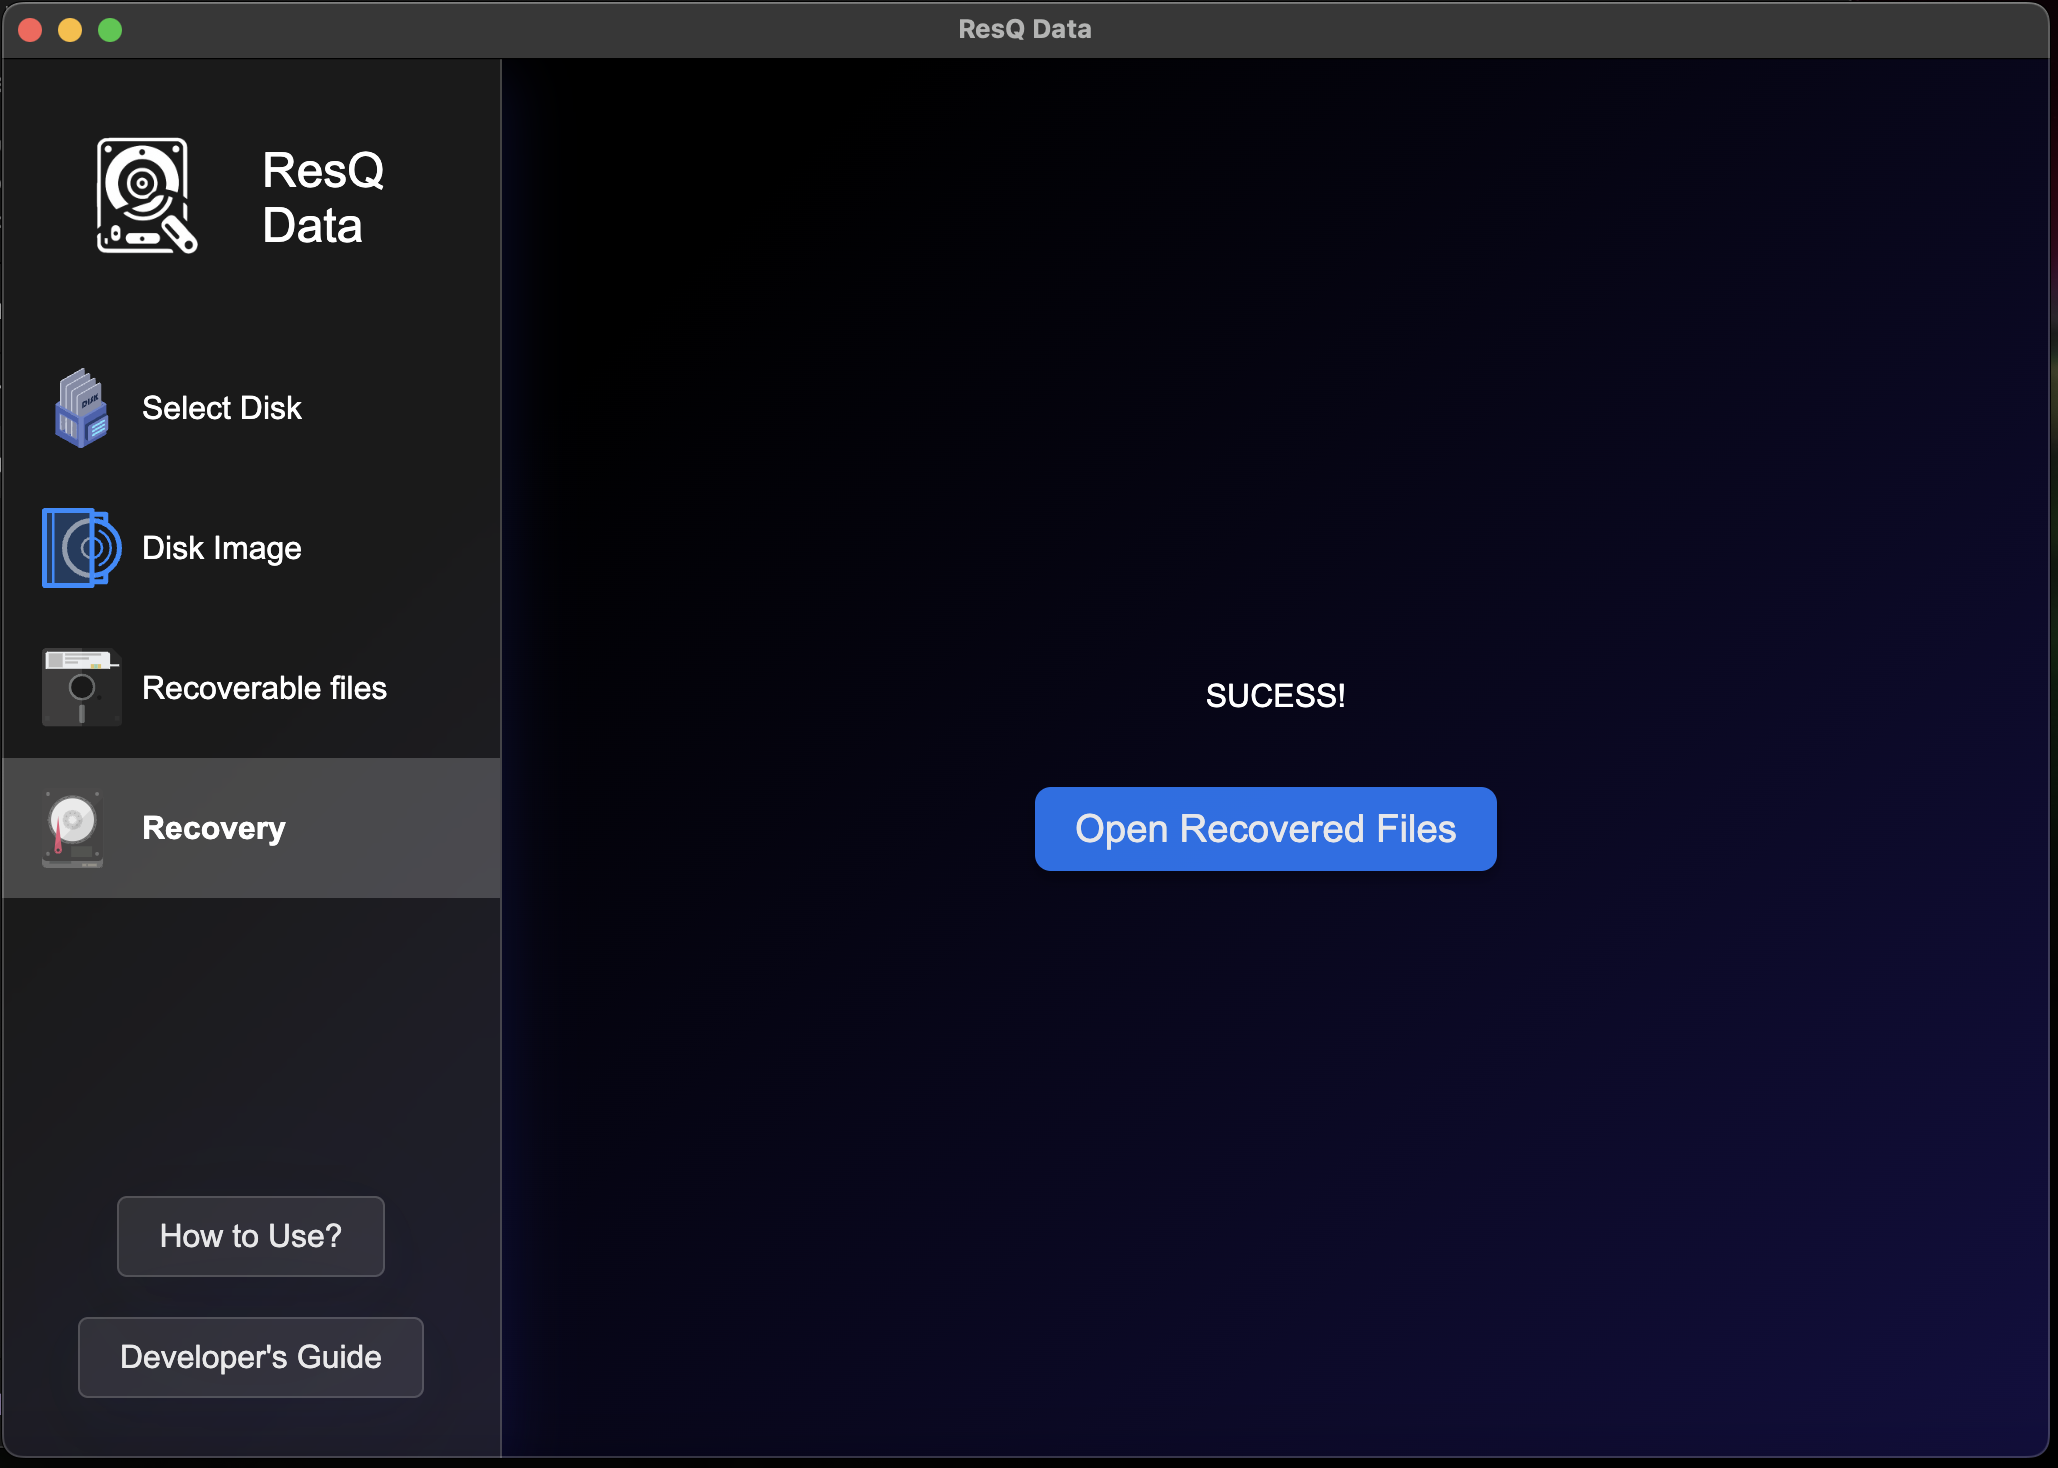 ResQ Data
ResQ
Data
DISK
Select Disk
Disk Image
Recoverable files
Recovery
SUCESS!
Open Recovered Files
How to Use?
Developer's Guide